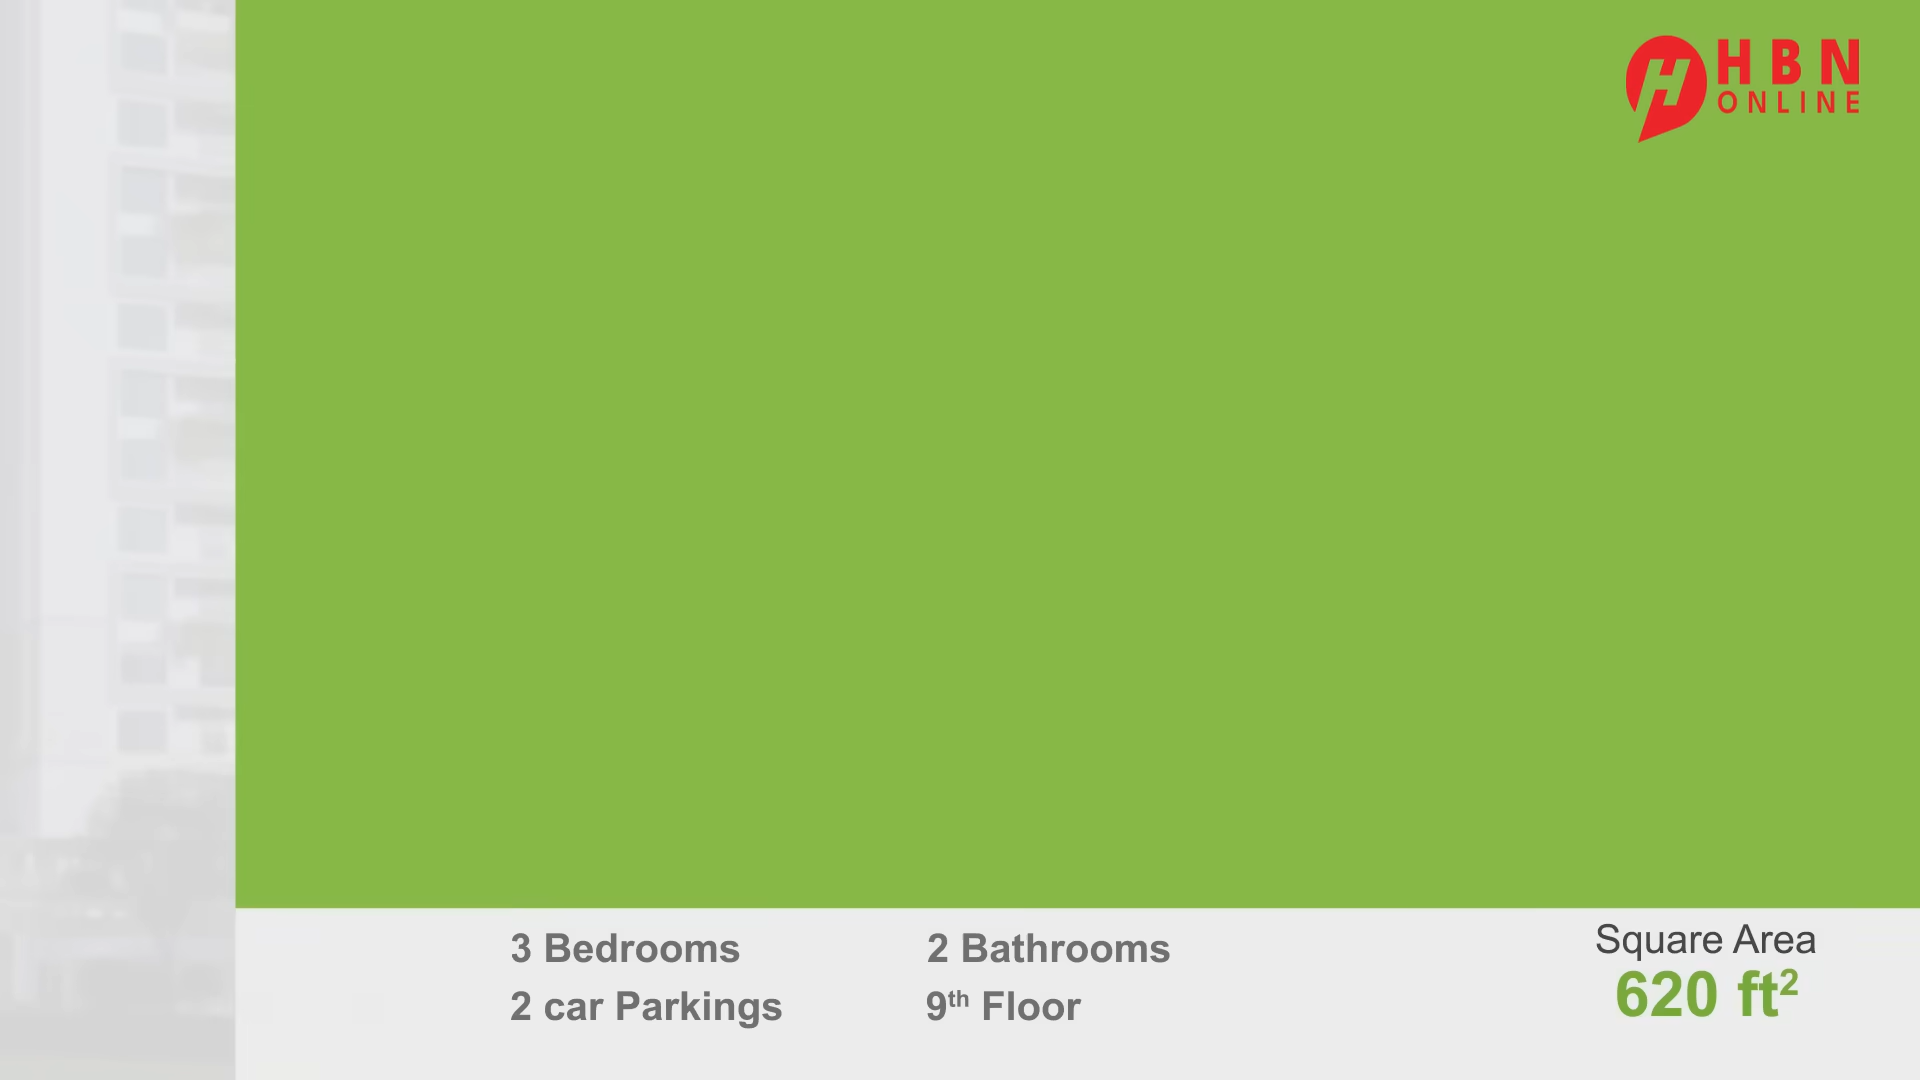 HBN
ONLINE
3 Bedrooms
2 Bathrooms
2 car Parkings
9th Floor
Square Area
620 ft²